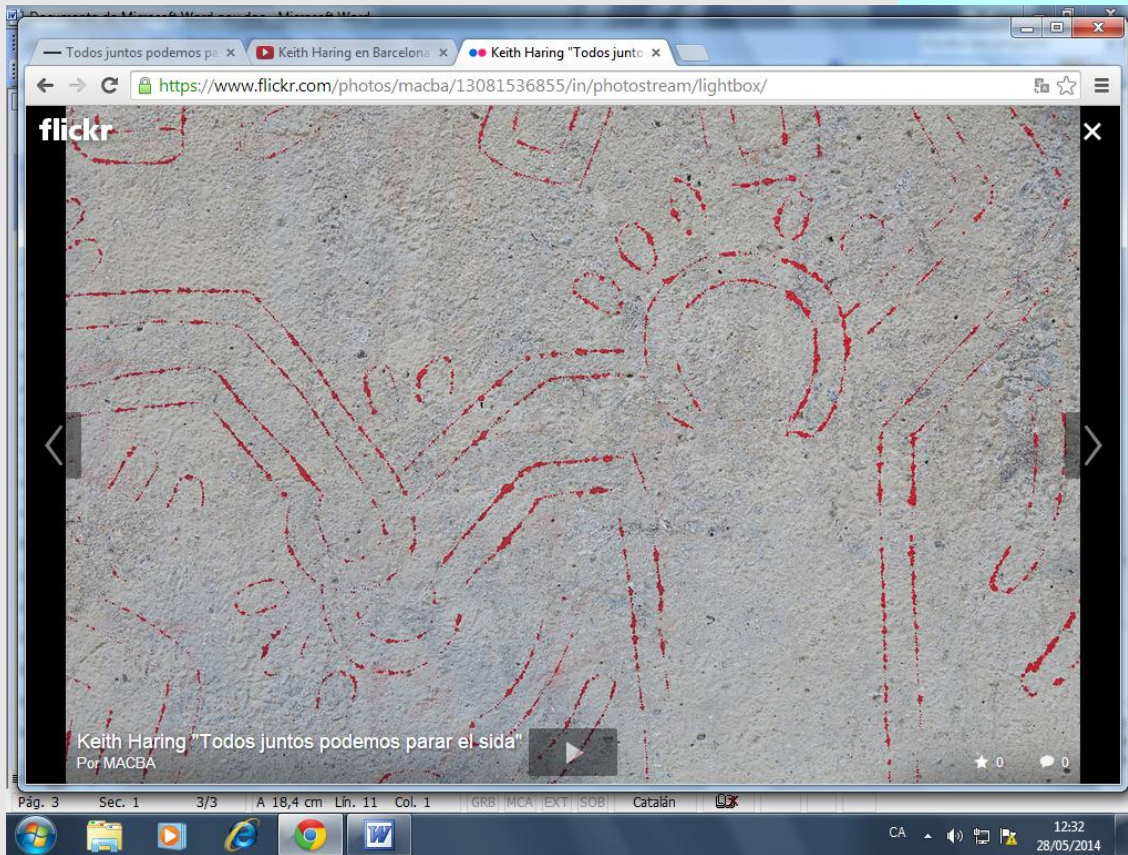 Documento de Microsoft Word nou.doc - Microsoft Word
Todos juntos podemos pa
Keith Haring en Barcelona
Keith Haring "Todos junto
https://www.flickr.com/photos/macba/13081536855/in/photostream/lightbox/
flickr
Keith Haring "Todos juntos podemos parar el sida"
Por MACBA
0 0
Pág. 3 Sec. 1 3/3 A 18,4 cm Lín. 11 Col. 1 GRB MCA EXT SOB Catalán
CA 12:32
28/05/2014